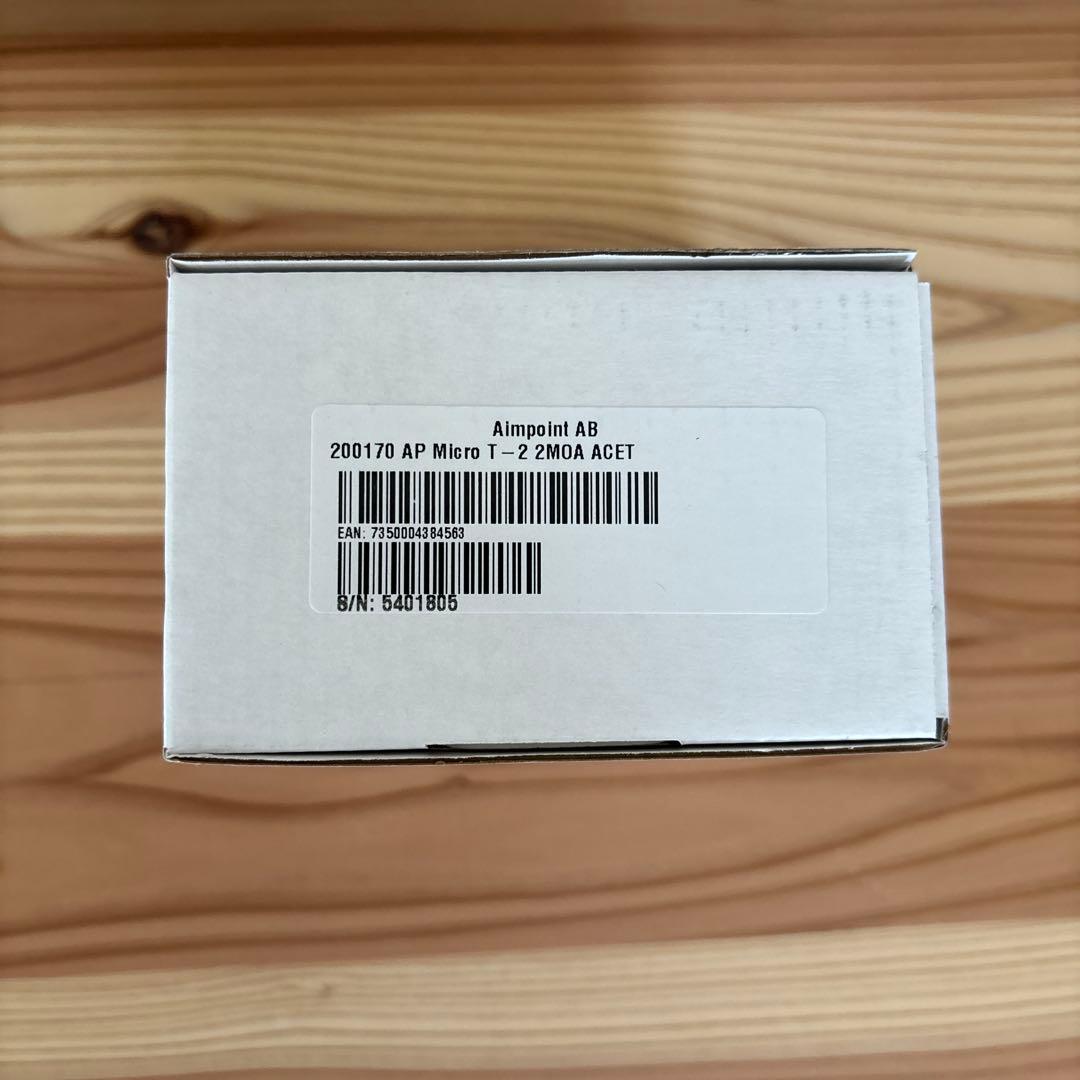 Aimpoint AB
200170 AP Micro T-2 2MOA ACET
EAN: 7350004384563
S/N: 5401805